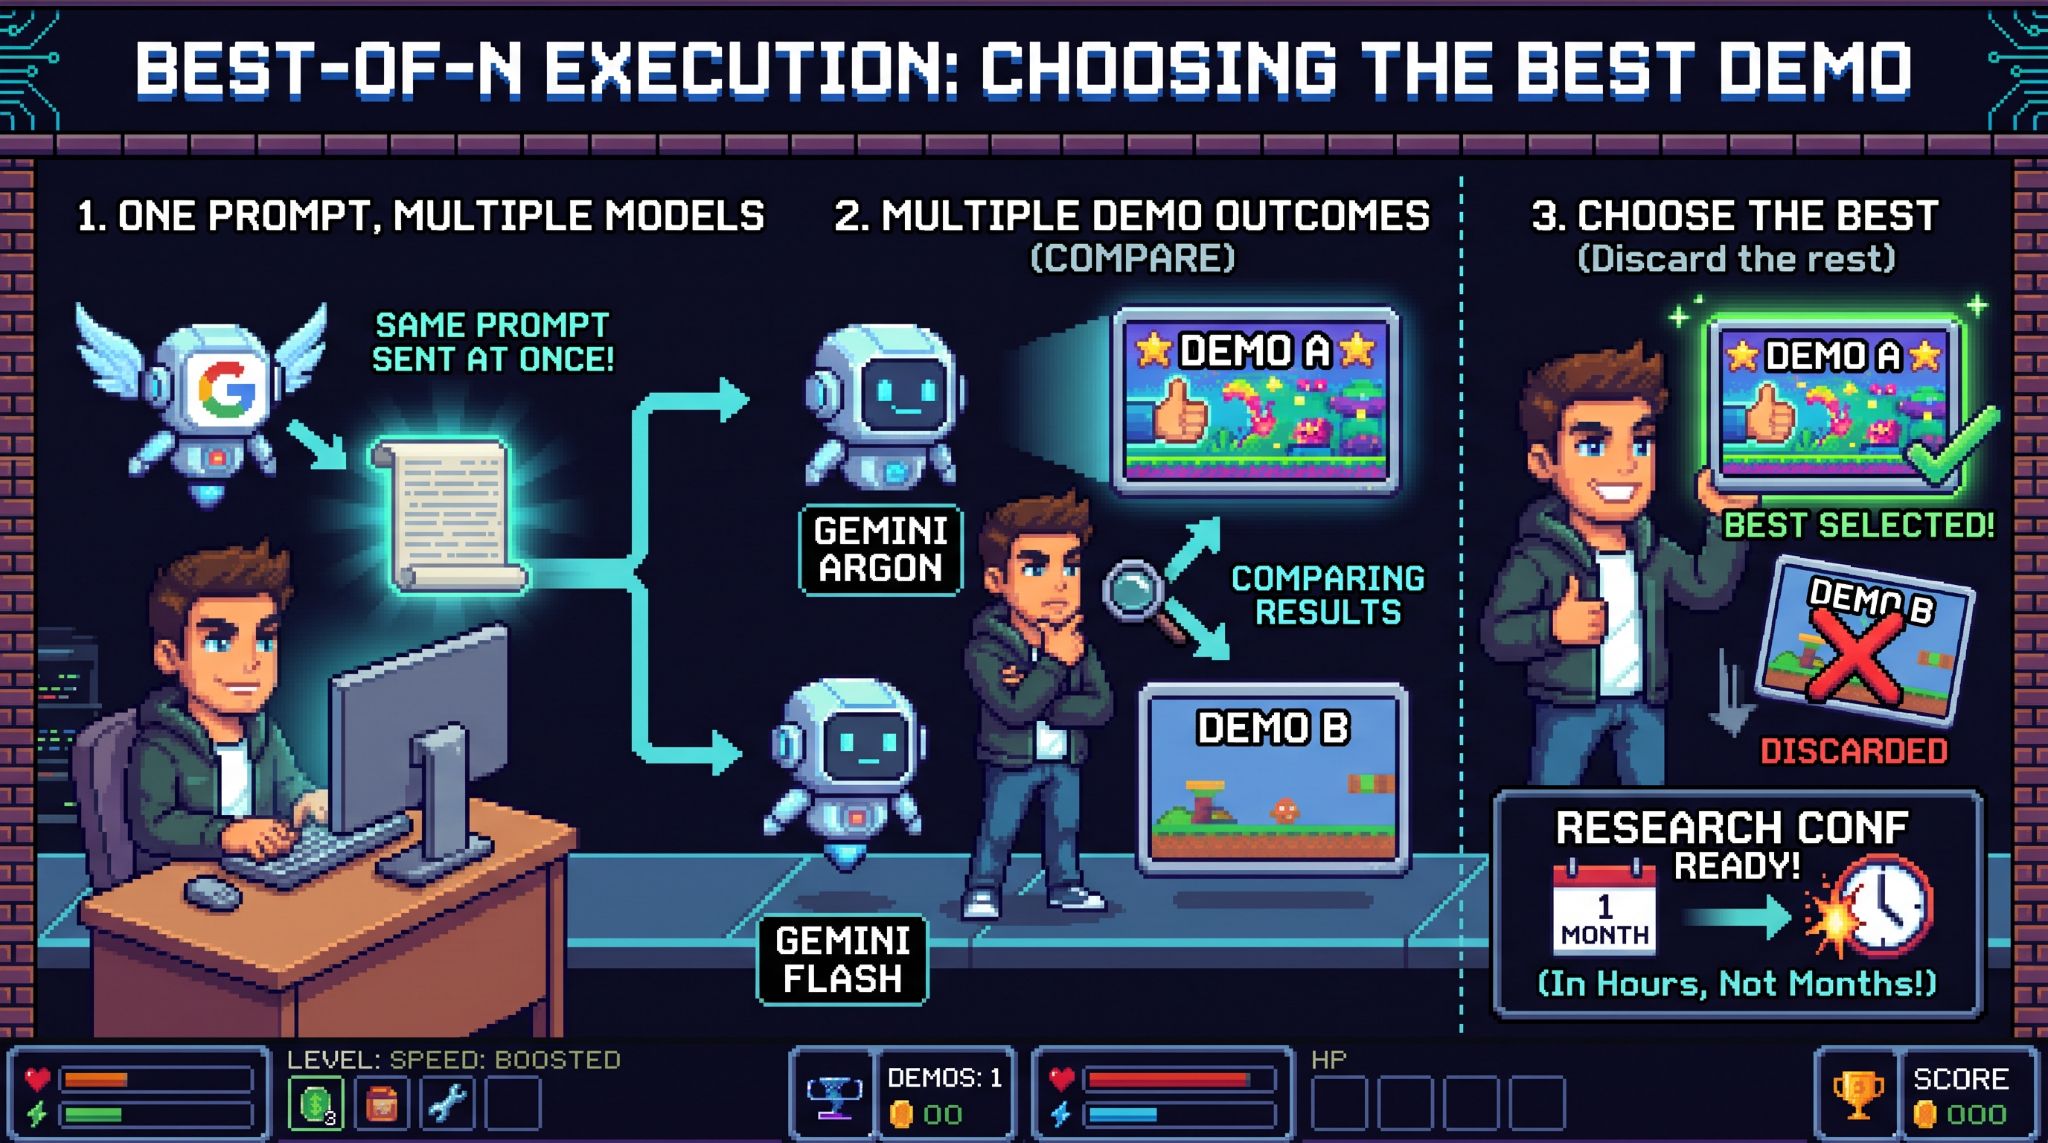 BEST-OF-N EXECUTION: CHOOSING THE BEST DEMO
1. ONE PROMPT, MULTIPLE MODELS
SAME PROMPT
SENT AT ONCE!
G
2. MULTIPLE DEMO OUTCOMES
(COMPARE)
GEMINI
ARGON
DEMO A
COMPARING
RESULTS
GEMINI
FLASH
DEMO B
3. CHOOSE THE BEST
(Discard the rest)
DEMO A
BEST SELECTED!
DEMO B
DISCARDED
RESEARCH CONF
READY!
1
MONTH
(In Hours, Not Months!)
LEVEL: SPEED: BOOSTED
$
3
DEMOS: 1
00
HP
SCORE
000